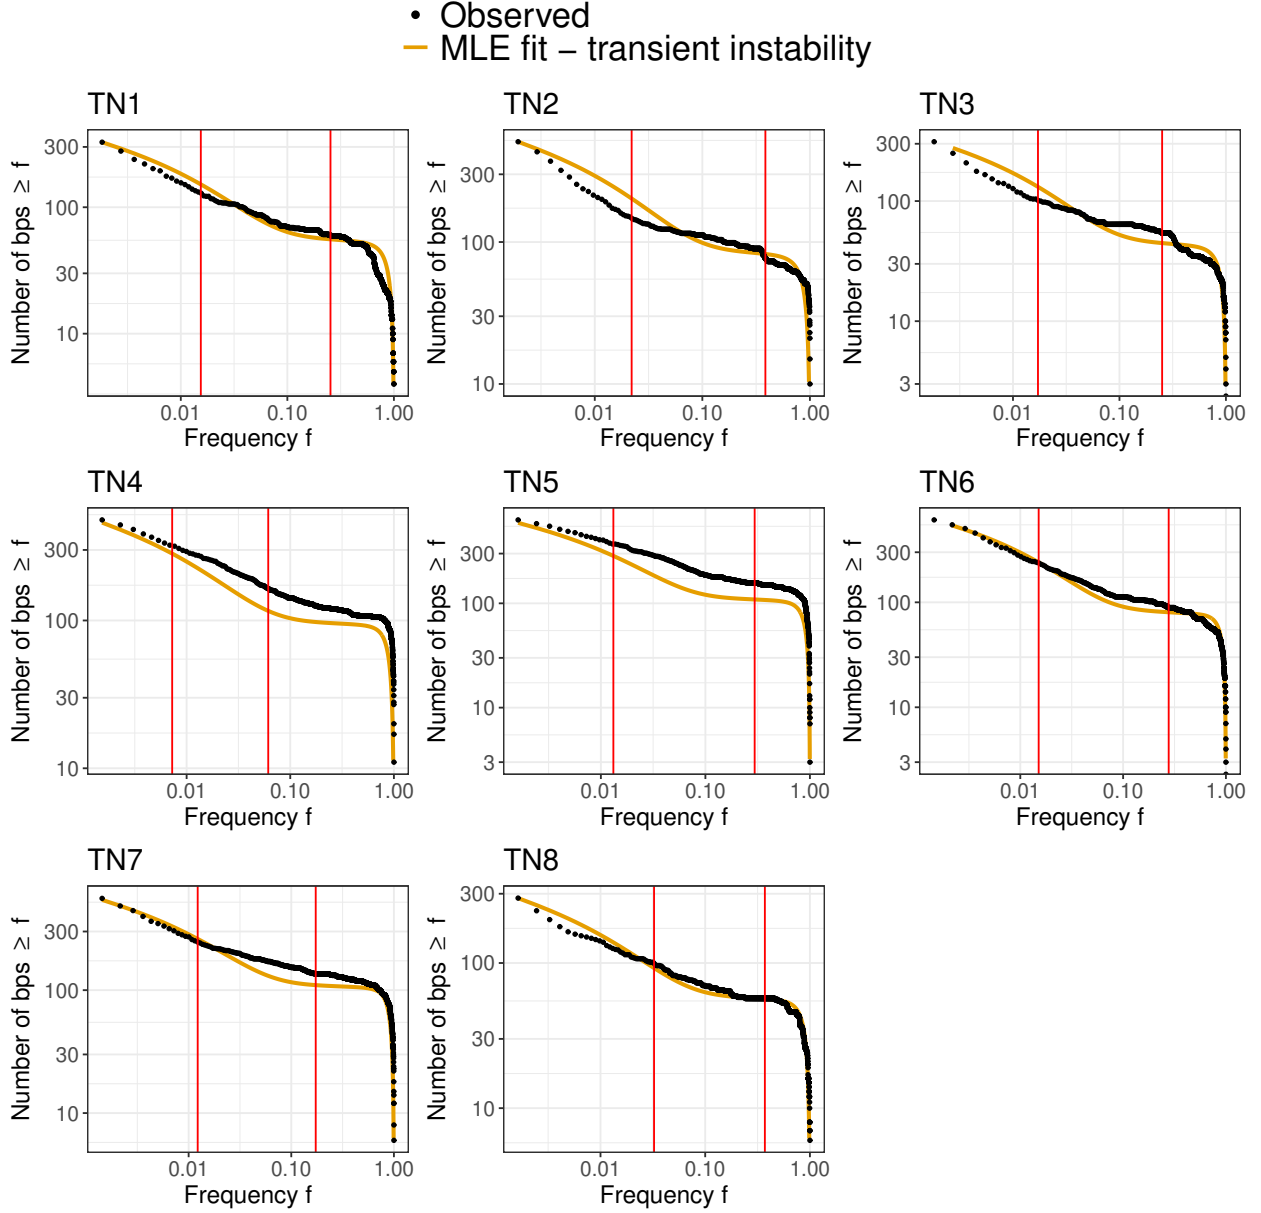 Observed
MLE fit − transient instability
TN1
Number of bps ≥ f
300
100
30
10
0.01 0.10 1.00
Frequency f
TN2
Number of bps ≥ f
300
100
30
10
0.01 0.10 1.00
Frequency f
TN3
Number of bps ≥ f
300
100
30
10
3
0.01 0.10 1.00
Frequency f
TN4
Number of bps ≥ f
300
100
30
10
0.01 0.10 1.00
Frequency f
TN5
Number of bps ≥ f
300
100
30
10
3
0.01 0.10 1.00
Frequency f
TN6
Number of bps ≥ f
300
100
30
10
3
0.01 0.10 1.00
Frequency f
TN7
Number of bps ≥ f
300
100
30
10
0.01 0.10 1.00
Frequency f
TN8
Number of bps ≥ f
300
100
30
10
0.01 0.10 1.00
Frequency f